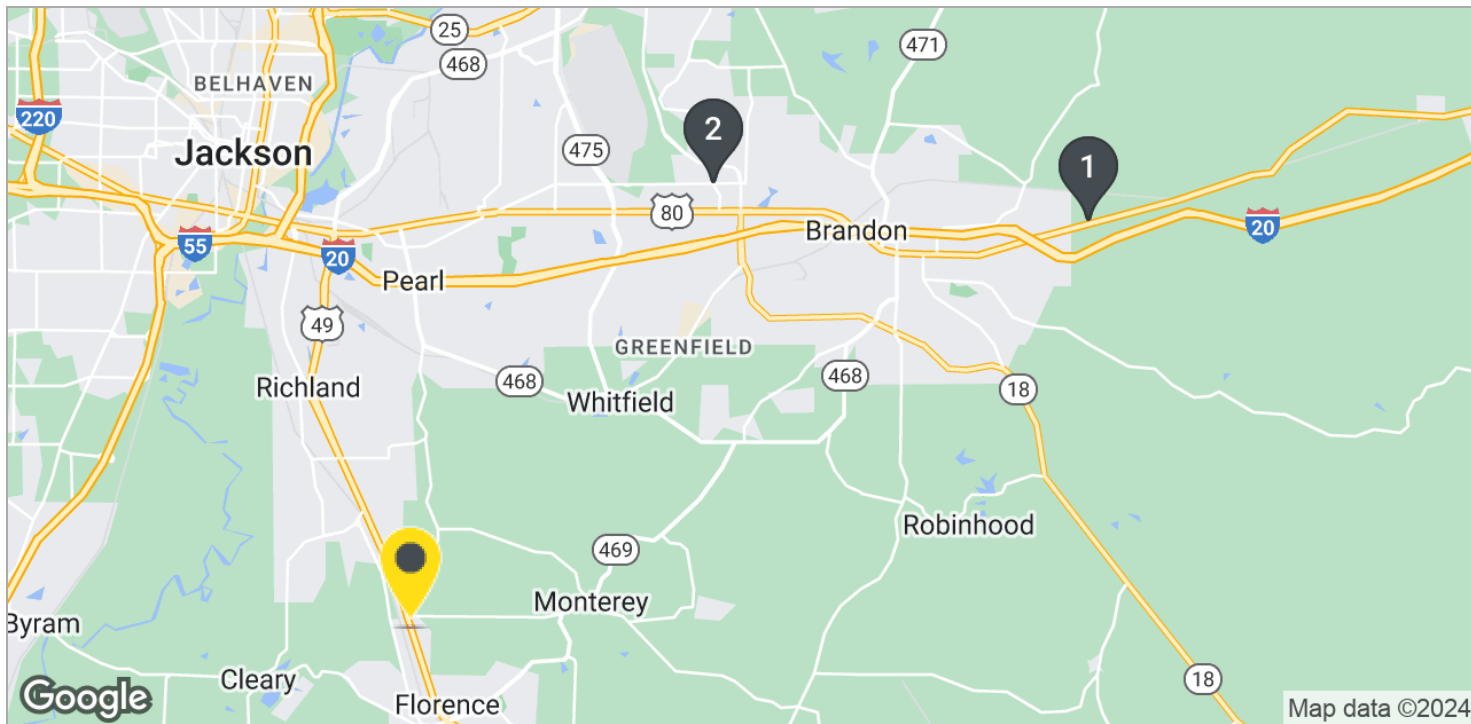 25
468
471
BELHAVEN
220
2
Jackson
475
1
80
Brandon
20
55
20
Pearl
49
GREENFIELD
468
468
Richland
18
Whitfield
Robinhood
469
Monterey
Byram
Cleary
18
Florence
Google
Map data ©2024